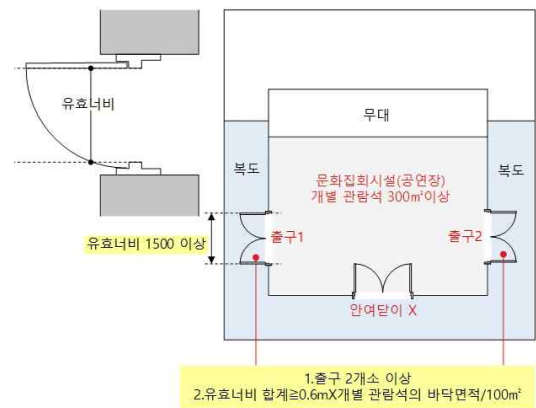 유효너비
무대
복도
복도
문화집회시설(공연장)
개별 관람석 300㎡이상
유효너비 1500 이상
출구1
출구2
안여닫이 X
1.출구 2개소 이상
2.유효너비 합계≧0.6mX개별 관람석의 바닥면적/100㎡